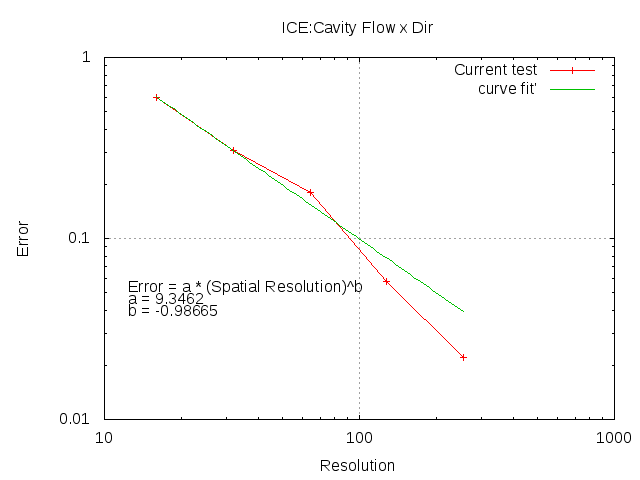 ICE:Cavity Flow x Dir
1
Current test
curve fit'
0.1
Error
Error = a * (Spatial Resolution)^b
a = 9.3462
b = -0.98665
0.01
10
100
1000
Resolution